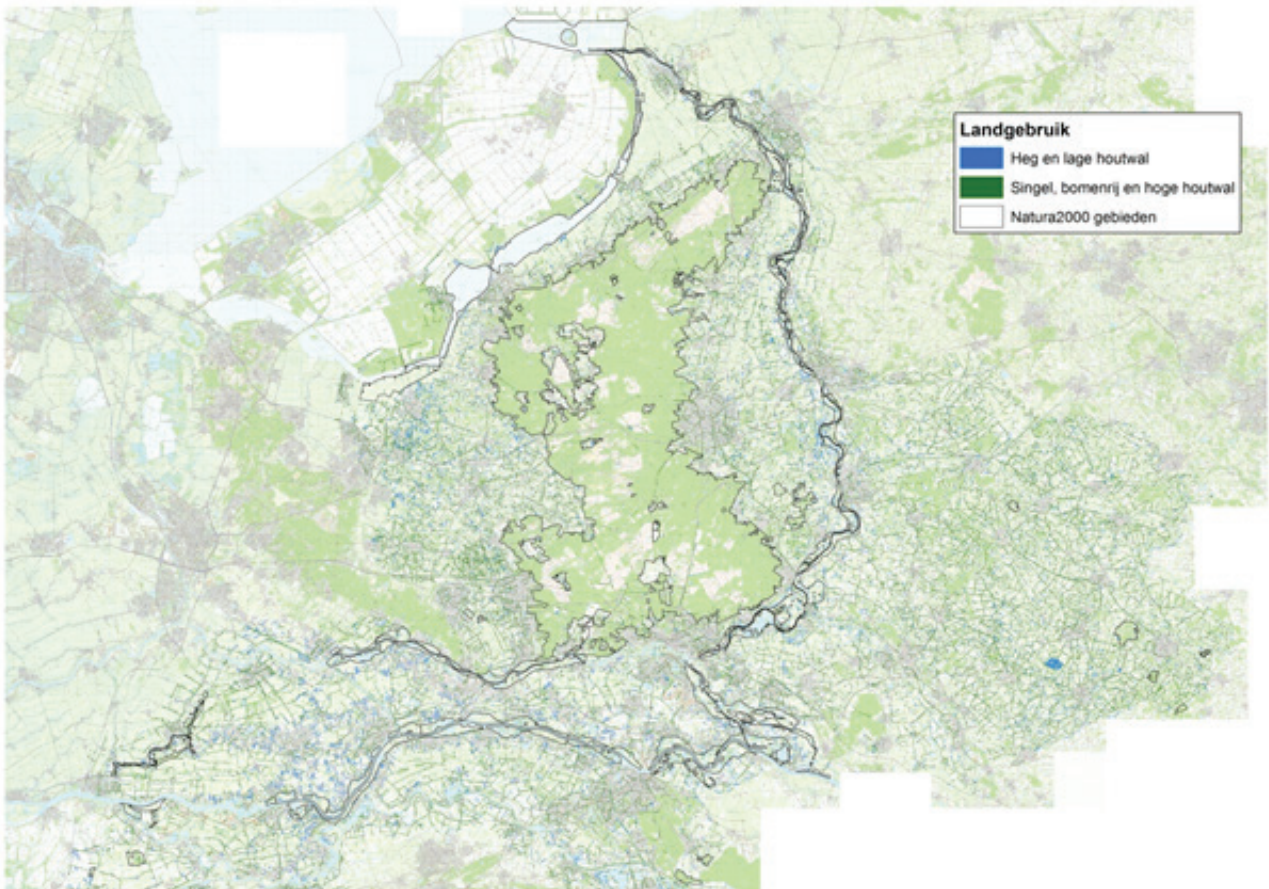 Landgebruik
Heg en lage houtwal
Singel, bomenrij en hoge houtwal
Natura2000 gebieden